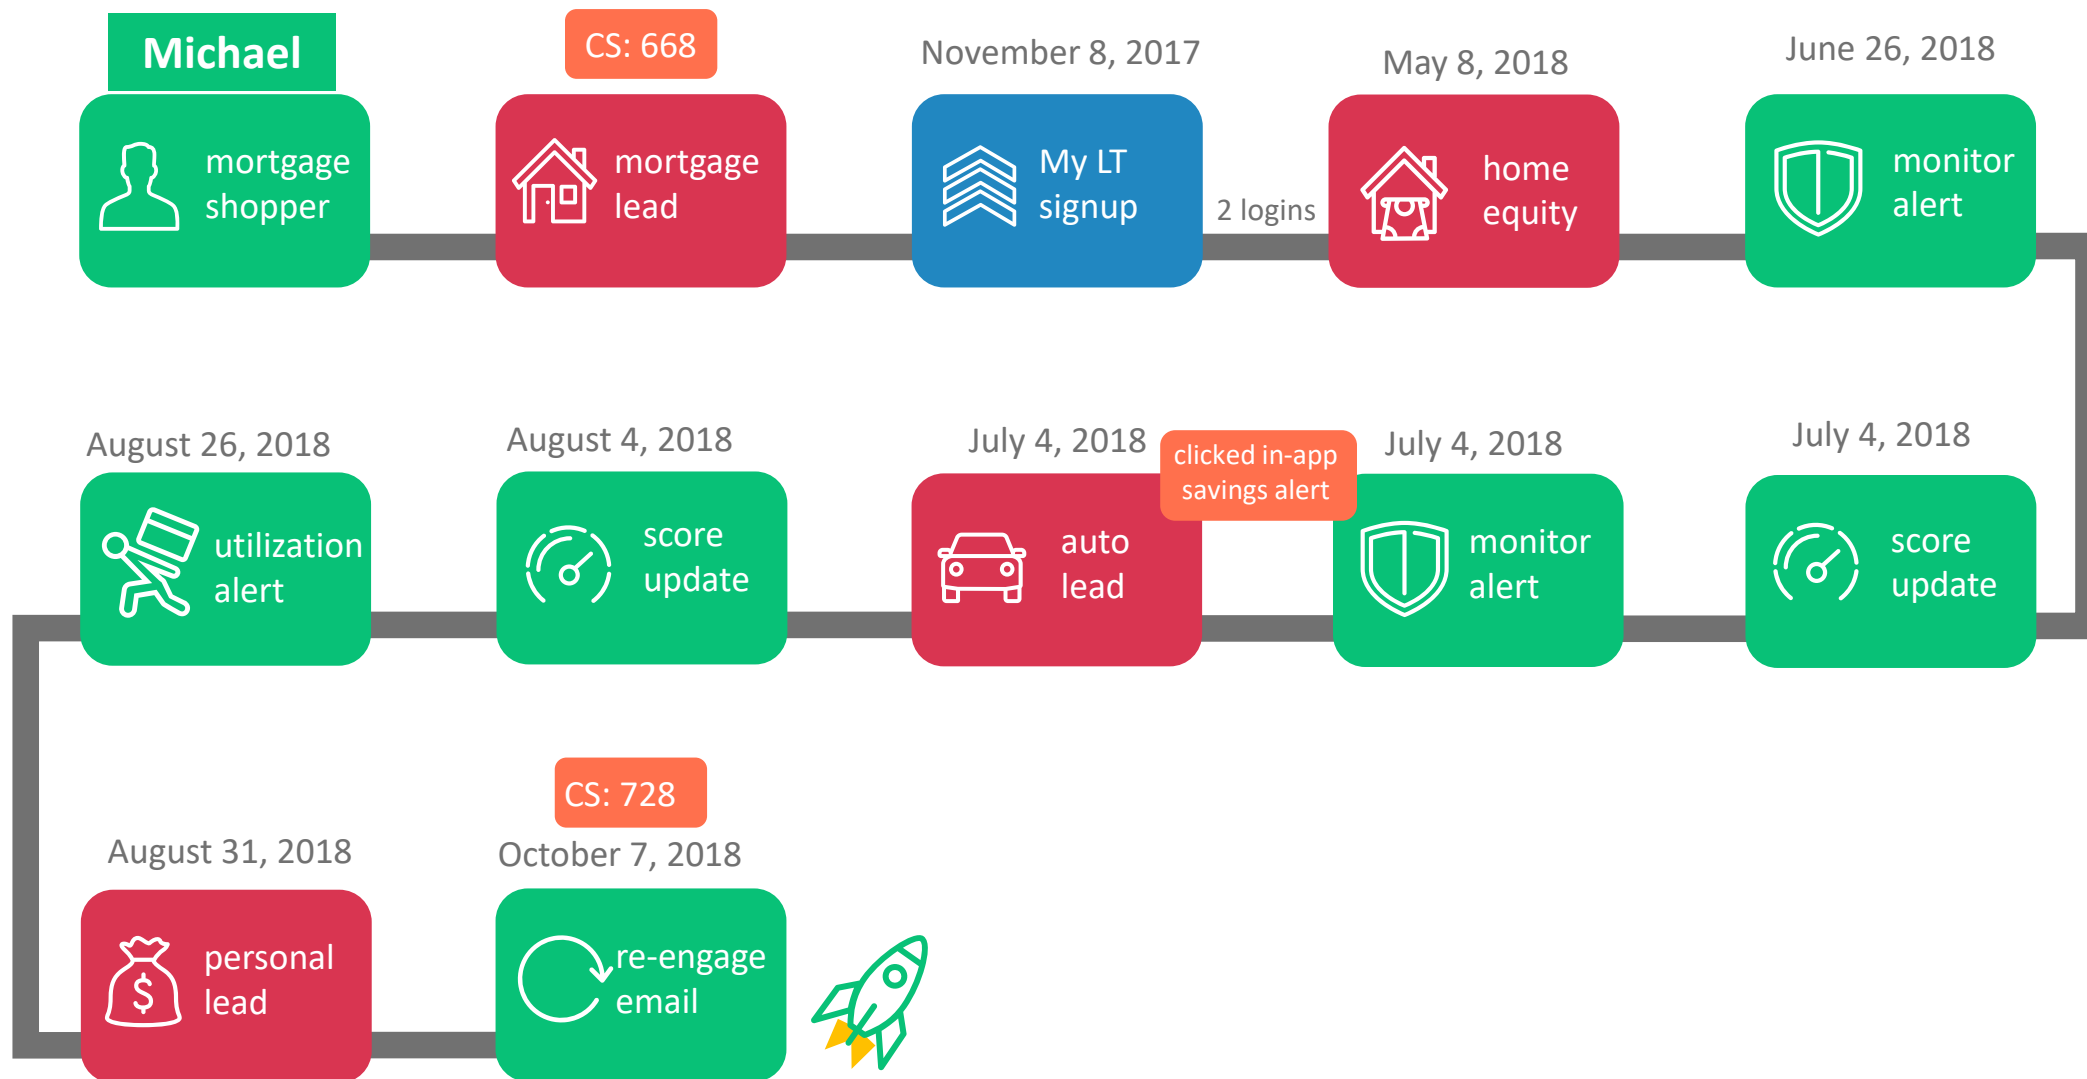 Michael
mortgage
shopper
CS: 668
mortgage
lead
November 8, 2017
My LT
signup
2 logins
May 8, 2018
home
equity
June 26, 2018
monitor
alert
July 4, 2018
score
update
July 4, 2018
monitor
alert
clicked in-app
savings alert
July 4, 2018
auto
lead
August 4, 2018
score
update
August 26, 2018
utilization
alert
August 31, 2018
personal
lead
$
CS: 728
October 7, 2018
re-engage
email